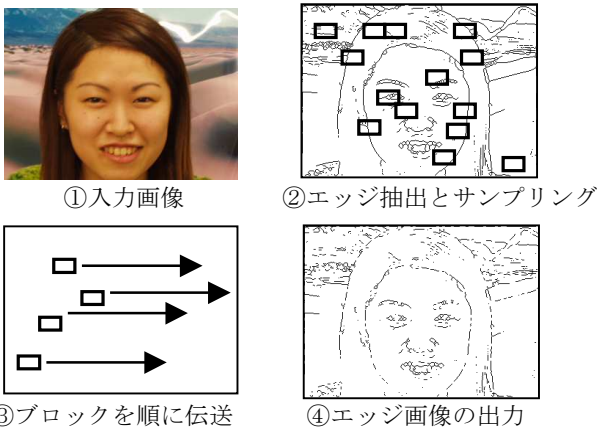 ①入力画像
②エッジ抽出とサンプリング
③ブロックを順に伝送
④エッジ画像の出力